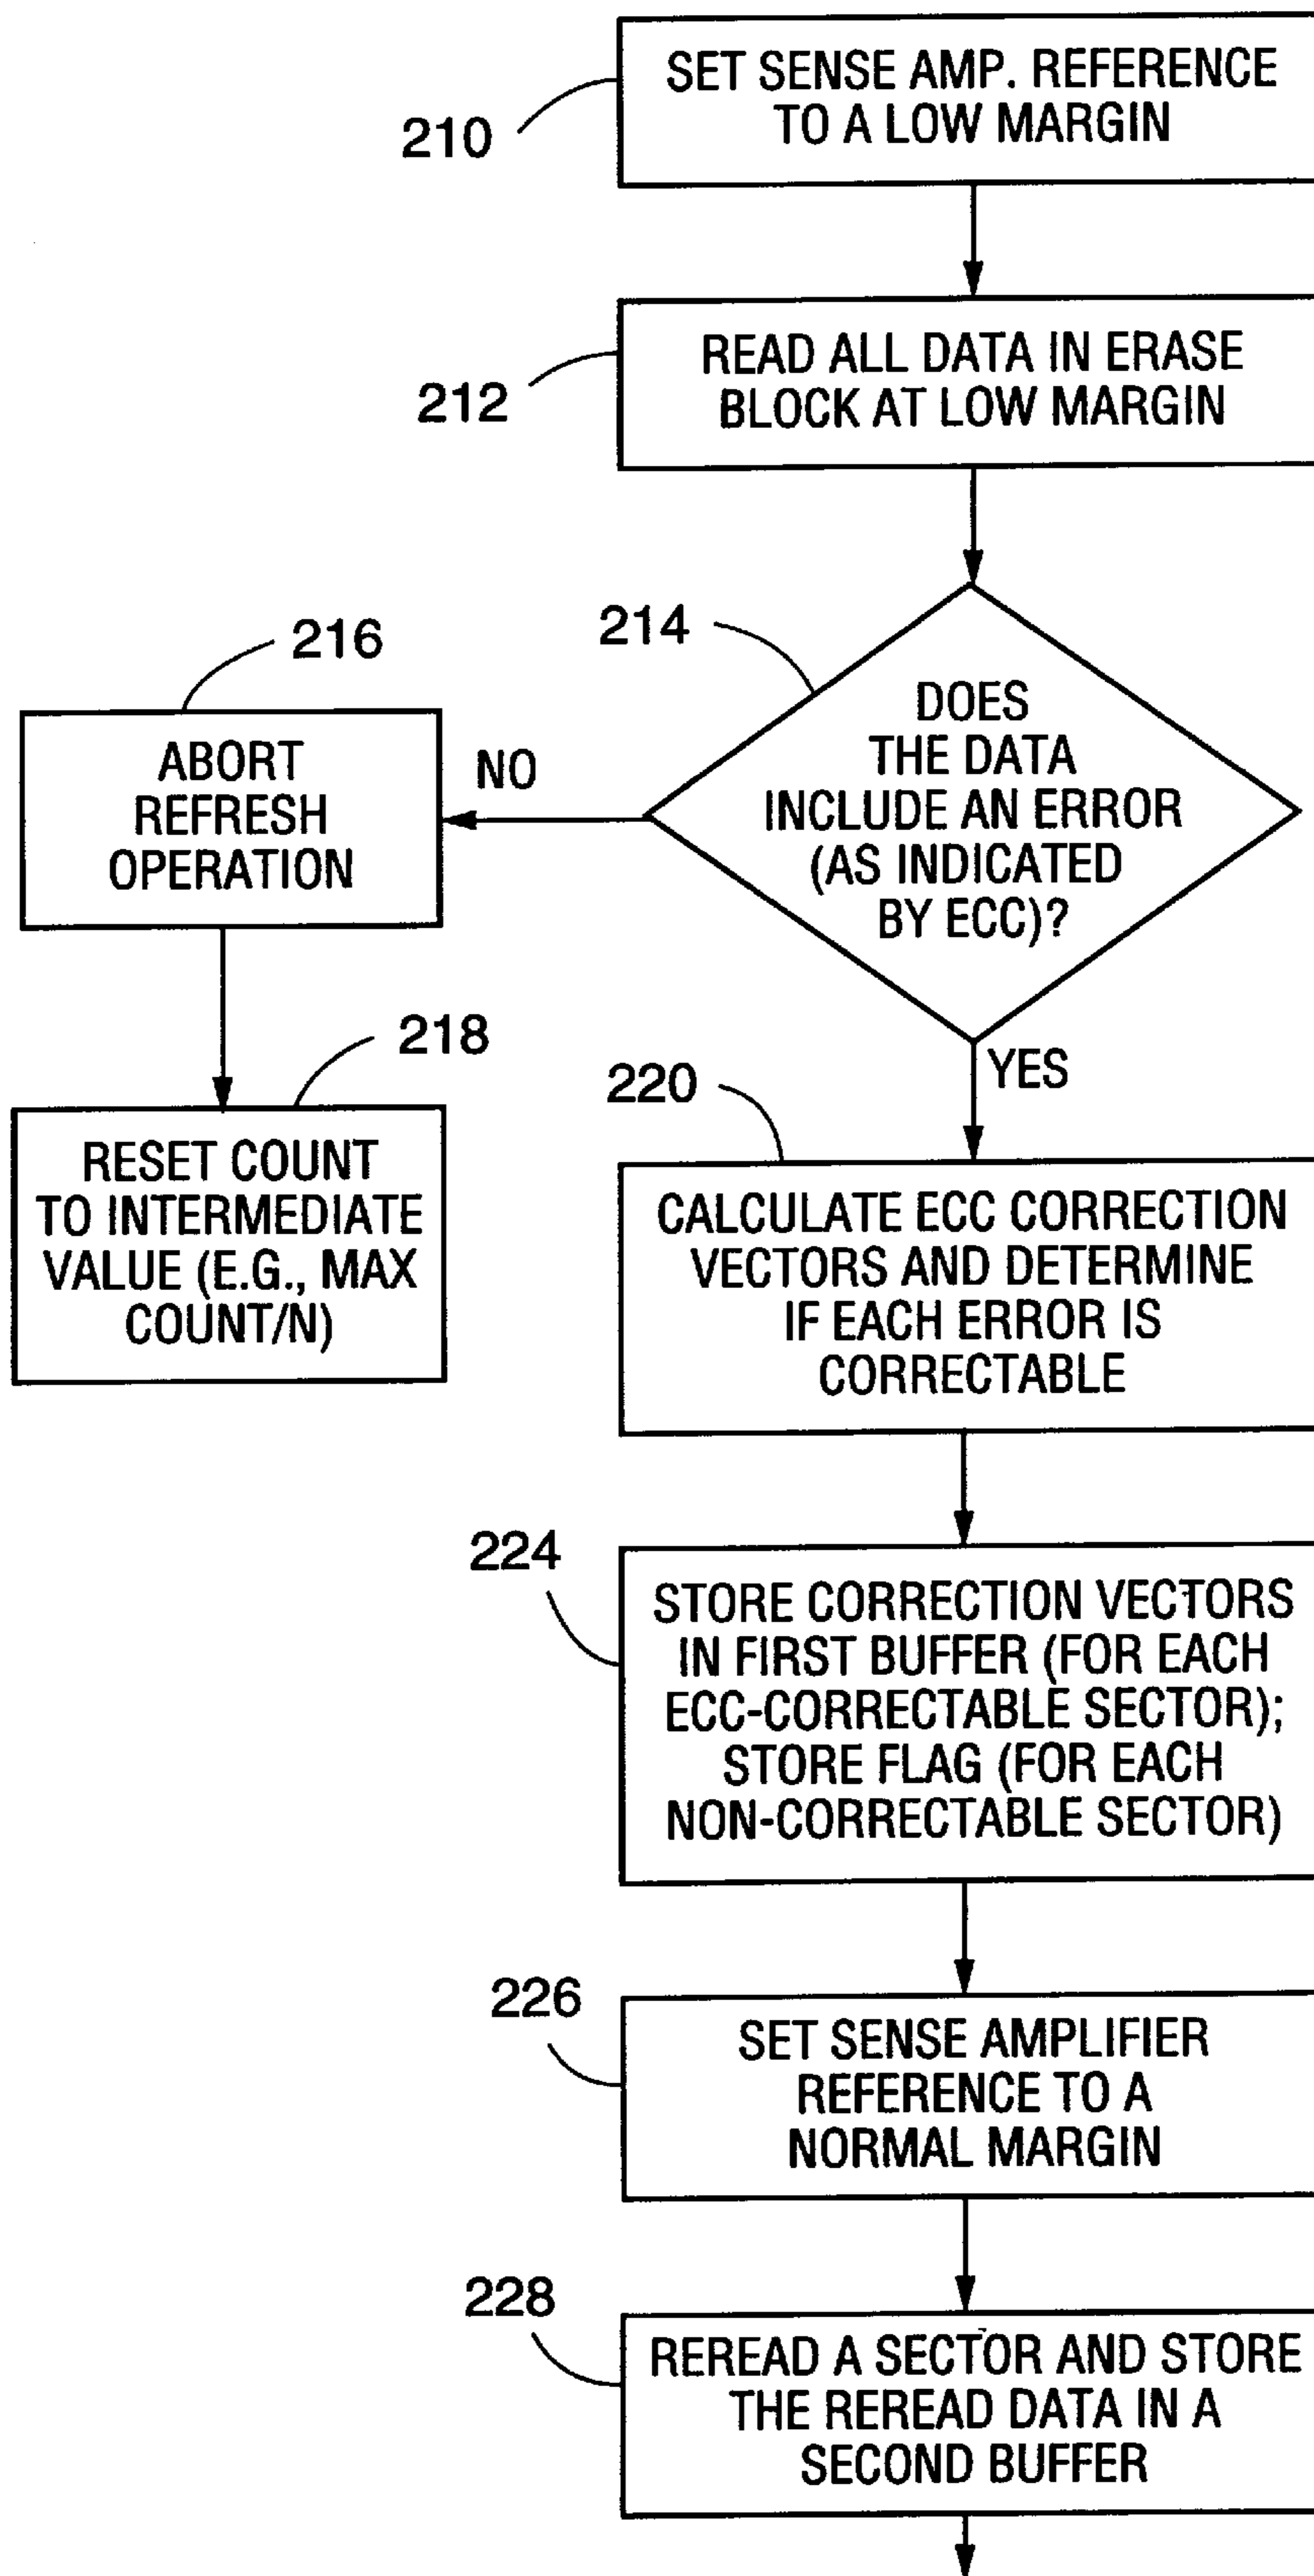 210
SET SENSE AMP. REFERENCE
TO A LOW MARGIN
212
READ ALL DATA IN ERASE
BLOCK AT LOW MARGIN
214
DOES
THE DATA
INCLUDE AN ERROR
(AS INDICATED
BY ECC)?
NO
YES
216
ABORT
REFRESH
OPERATION
218
RESET COUNT
TO INTERMEDIATE
VALUE (E.G., MAX
COUNT/N)
220
CALCULATE ECC CORRECTION
VECTORS AND DETERMINE
IF EACH ERROR IS
CORRECTABLE
224
STORE CORRECTION VECTORS
IN FIRST BUFFER (FOR EACH
ECC-CORRECTABLE SECTOR);
STORE FLAG (FOR EACH
NON-CORRECTABLE SECTOR)
226
SET SENSE AMPLIFIER
REFERENCE TO A
NORMAL MARGIN
228
REREAD A SECTOR AND STORE
THE REREAD DATA IN A
SECOND BUFFER